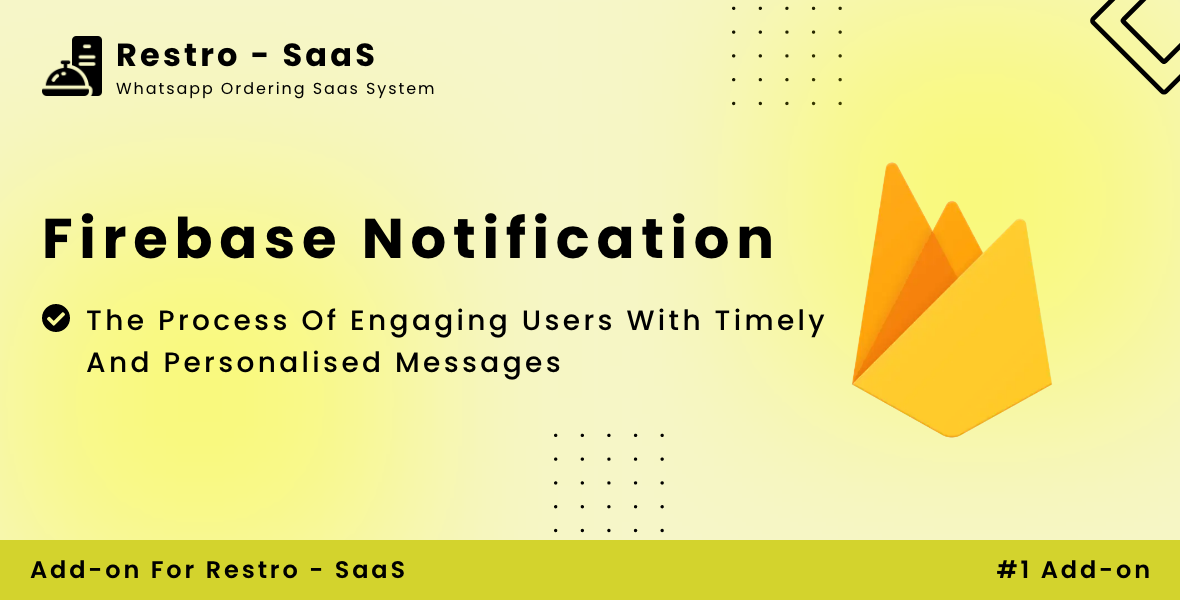 Restro - SaaS
Whatsapp Ordering Saas System
Firebase Notification
The Process Of Engaging Users With Timely
And Personalised Messages
Add-on For Restro - SaaS
#1 Add-on